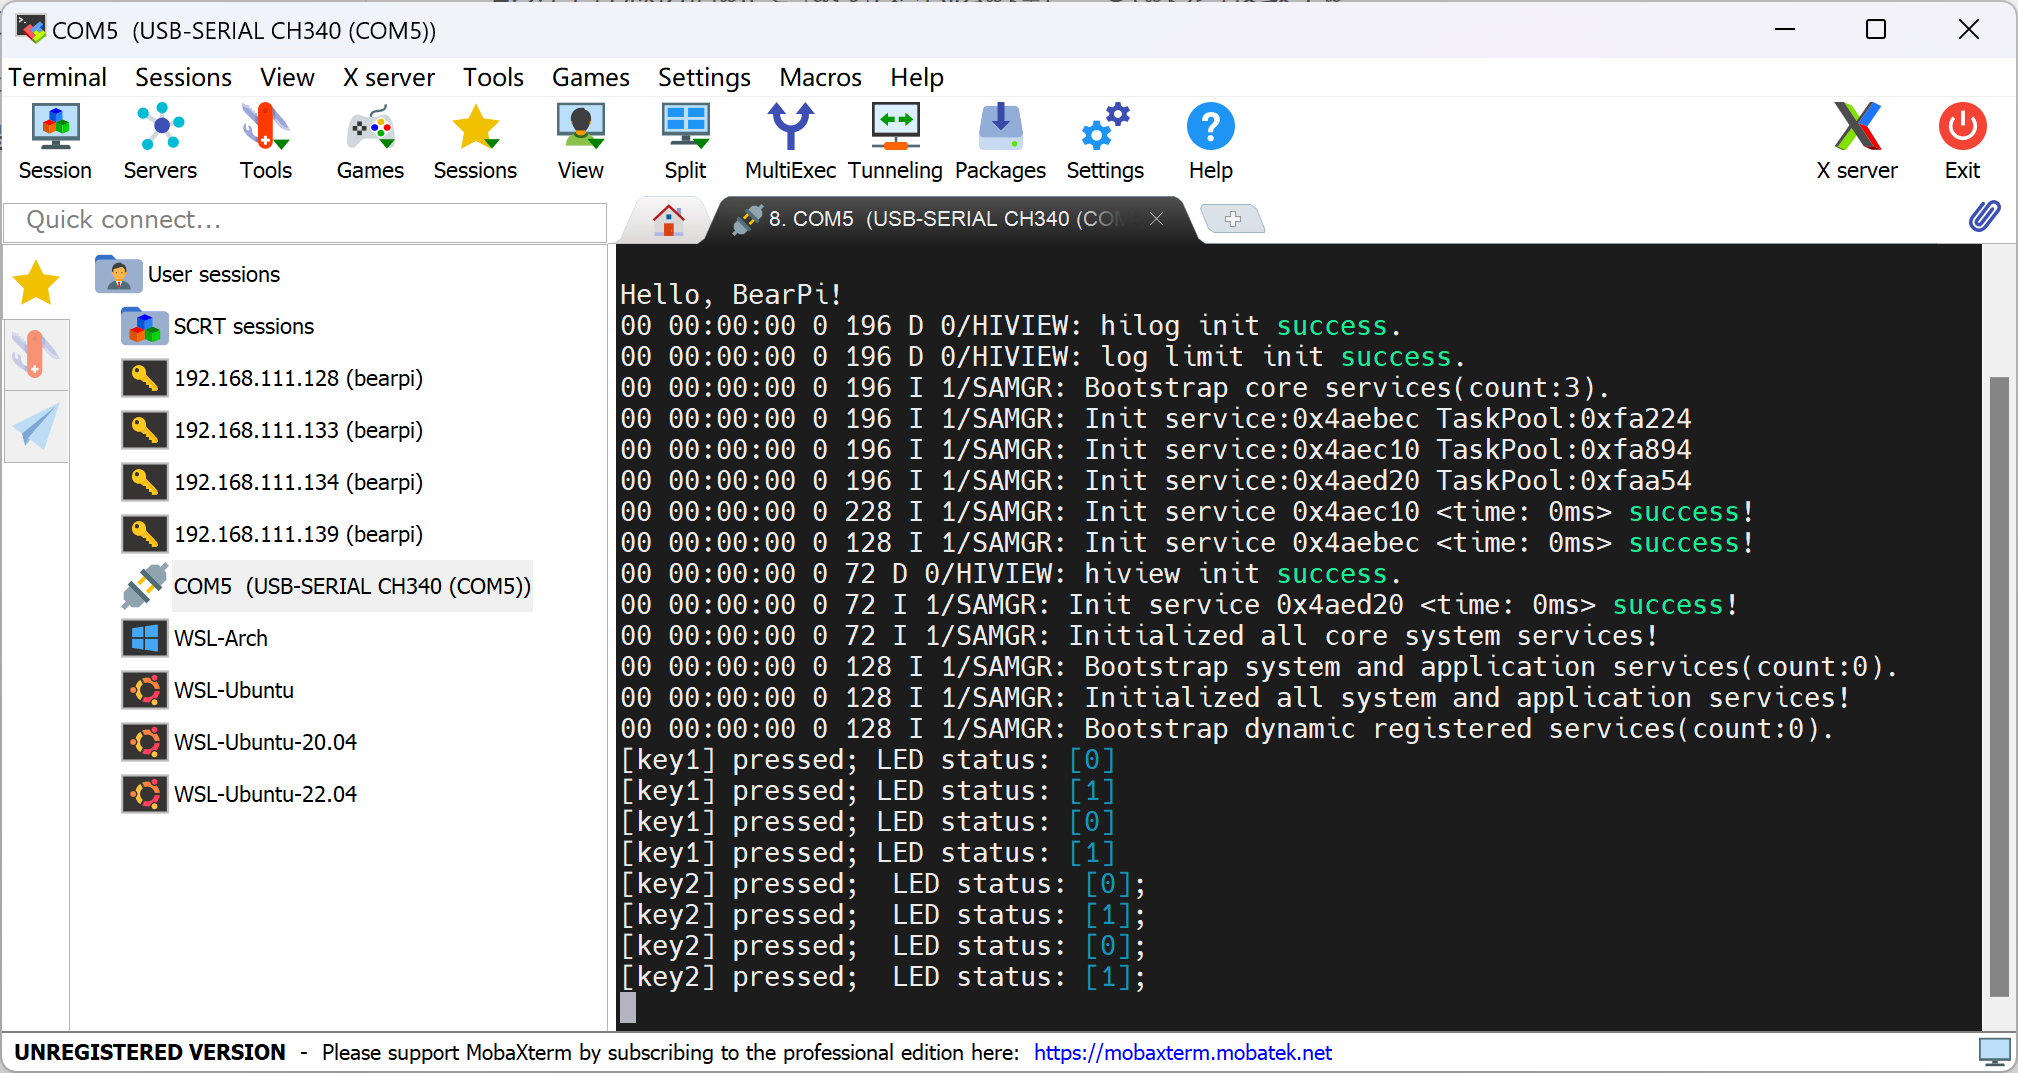 COM5  (USB-SERIAL CH340 (COM5))
Terminal Sessions View X server Tools Games Settings Macros Help
Session Servers Tools Games Sessions View Split MultiExec Tunneling Packages Settings Help X server Exit
Quick connect...
8. COM5  (USB-SERIAL CH340 (COM
User sessions
SCRT sessions
192.168.111.128 (bearpi)
192.168.111.133 (bearpi)
192.168.111.134 (bearpi)
192.168.111.139 (bearpi)
COM5  (USB-SERIAL CH340 (COM5))
WSL-Arch
WSL-Ubuntu
WSL-Ubuntu-20.04
WSL-Ubuntu-22.04
Hello, BearPi!
00 00:00:00 0 196 D 0/HIVIEW: hilog init success.
00 00:00:00 0 196 D 0/HIVIEW: log limit init success.
00 00:00:00 0 196 I 1/SAMGR: Bootstrap core services(count:3).
00 00:00:00 0 196 I 1/SAMGR: Init service:0x4aebec TaskPool:0xfa224
00 00:00:00 0 196 I 1/SAMGR: Init service:0x4aec10 TaskPool:0xfa894
00 00:00:00 0 196 I 1/SAMGR: Init service:0x4aed20 TaskPool:0xfaa54
00 00:00:00 0 228 I 1/SAMGR: Init service 0x4aec10 <time: 0ms> success!
00 00:00:00 0 128 I 1/SAMGR: Init service 0x4aebec <time: 0ms> success!
00 00:00:00 0 72 D 0/HIVIEW: hiview init success.
00 00:00:00 0 72 I 1/SAMGR: Init service 0x4aed20 <time: 0ms> success!
00 00:00:00 0 72 I 1/SAMGR: Initialized all core system services!
00 00:00:00 0 128 I 1/SAMGR: Bootstrap system and application services(count:0).
00 00:00:00 0 128 I 1/SAMGR: Initialized all system and application services!
00 00:00:00 0 128 I 1/SAMGR: Bootstrap dynamic registered services(count:0).
[key1] pressed; LED status: [0]
[key1] pressed; LED status: [1]
[key1] pressed; LED status: [0]
[key1] pressed; LED status: [1]
[key2] pressed;  LED status: [0];
[key2] pressed;  LED status: [1];
[key2] pressed;  LED status: [0];
[key2] pressed;  LED status: [1];
UNREGISTERED VERSION  -  Please support MobaXterm by subscribing to the professional edition here:  https://mobaxterm.mobatek.net